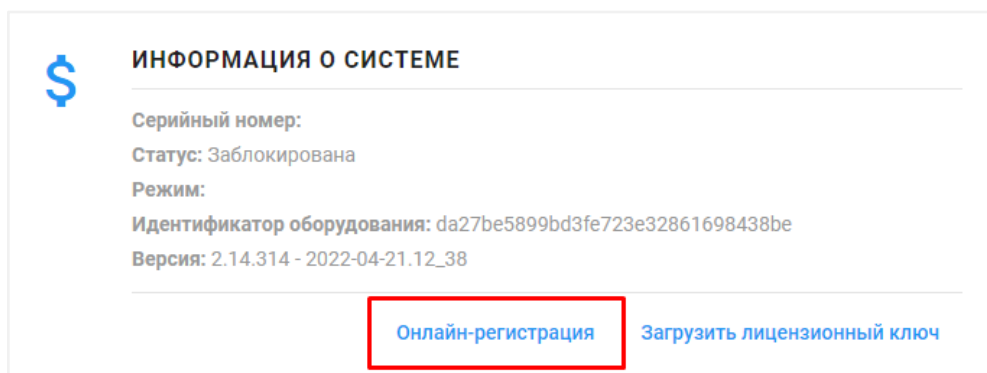 $
ИНФОРМАЦИЯ О СИСТЕМЕ
Серийный номер:
Статус: Заблокирована
Режим:
Идентификатор оборудования: da27be5899bd3fe723e32861698438be
Версия: 2.14.314 - 2022-04-21.12_38
Онлайн-регистрация Загрузить лицензионный ключ